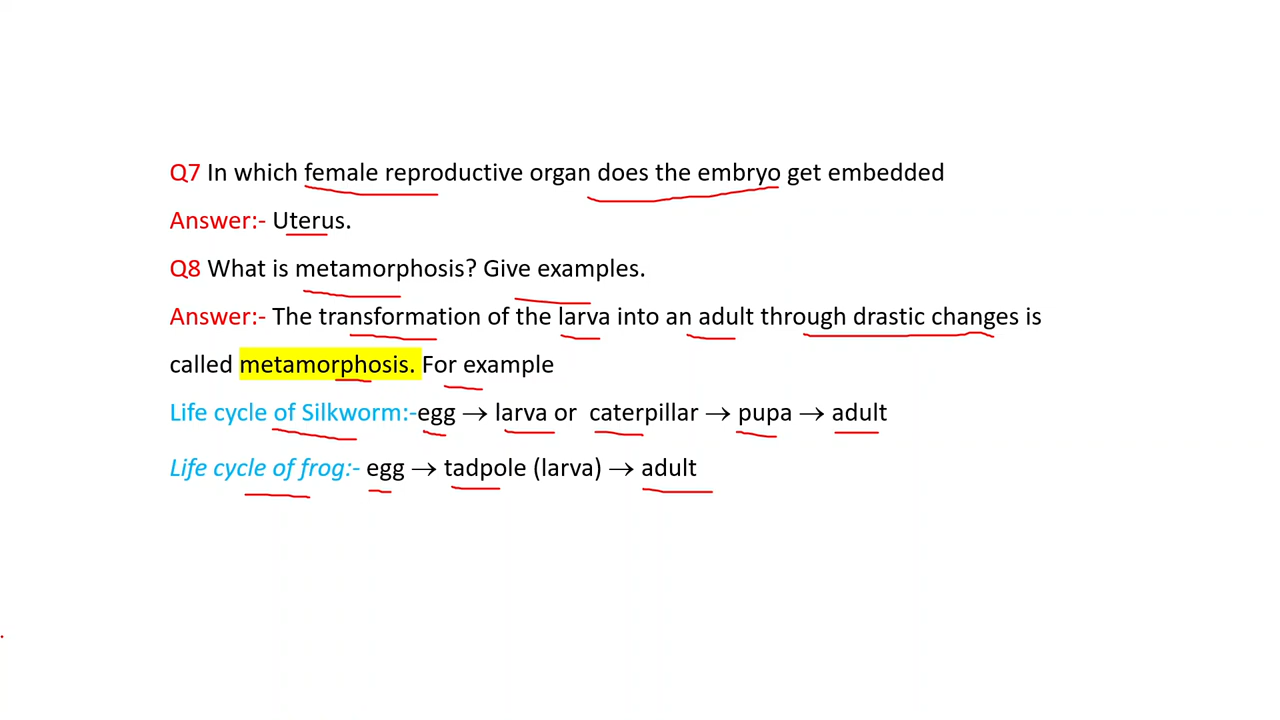 Q7 In which female reproductive organ does the embryo get embedded
Answer:- Uterus.
Q8 What is metamorphosis? Give examples.
Answer:- The transformation of the larva into an adult through drastic changes is
called metamorphosis. For example
Life cycle of Silkworm:-egg → larva or caterpillar → pupa → adult
Life cycle of frog:- egg → tadpole (larva) → adult